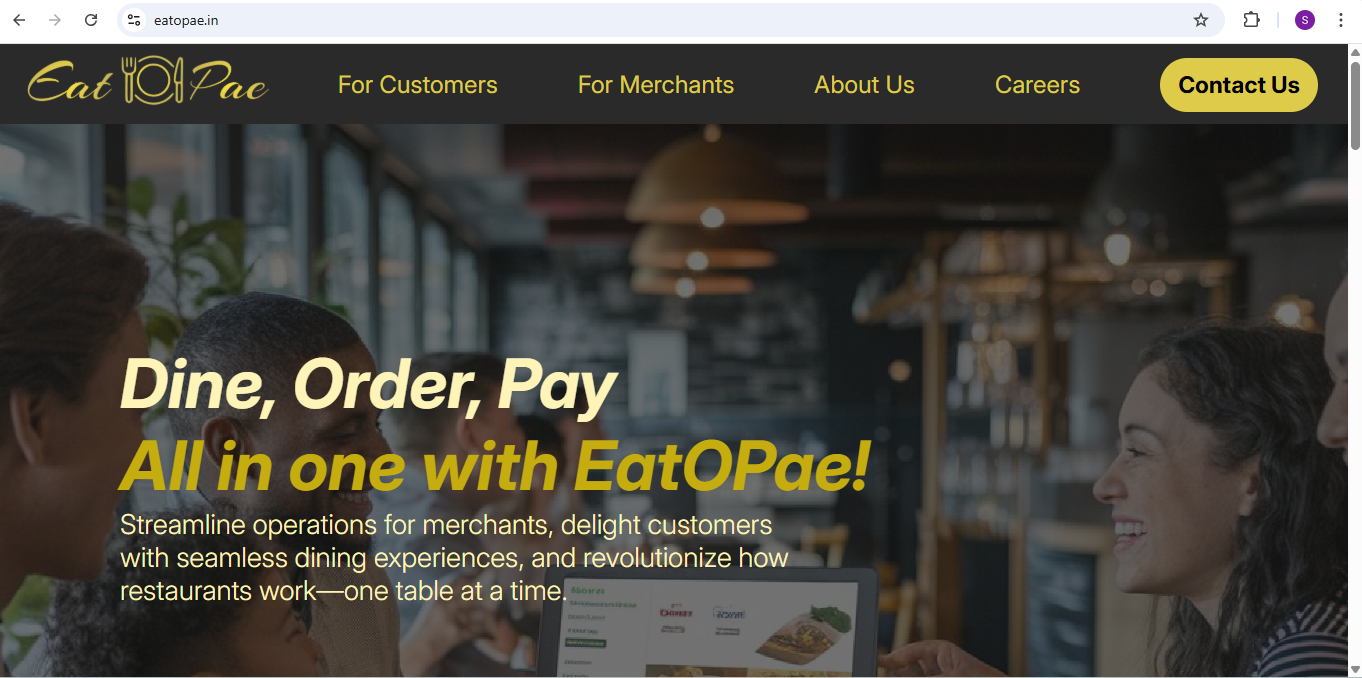 eatopae.in
S
Eat Pae
For Customers
For Merchants
About Us
Careers
Contact Us
Dine, Order, Pay
All in one with EatOPae!
Streamline operations for merchants, delight customers
with seamless dining experiences, and revolutionize how
restaurants work—one table at a time.